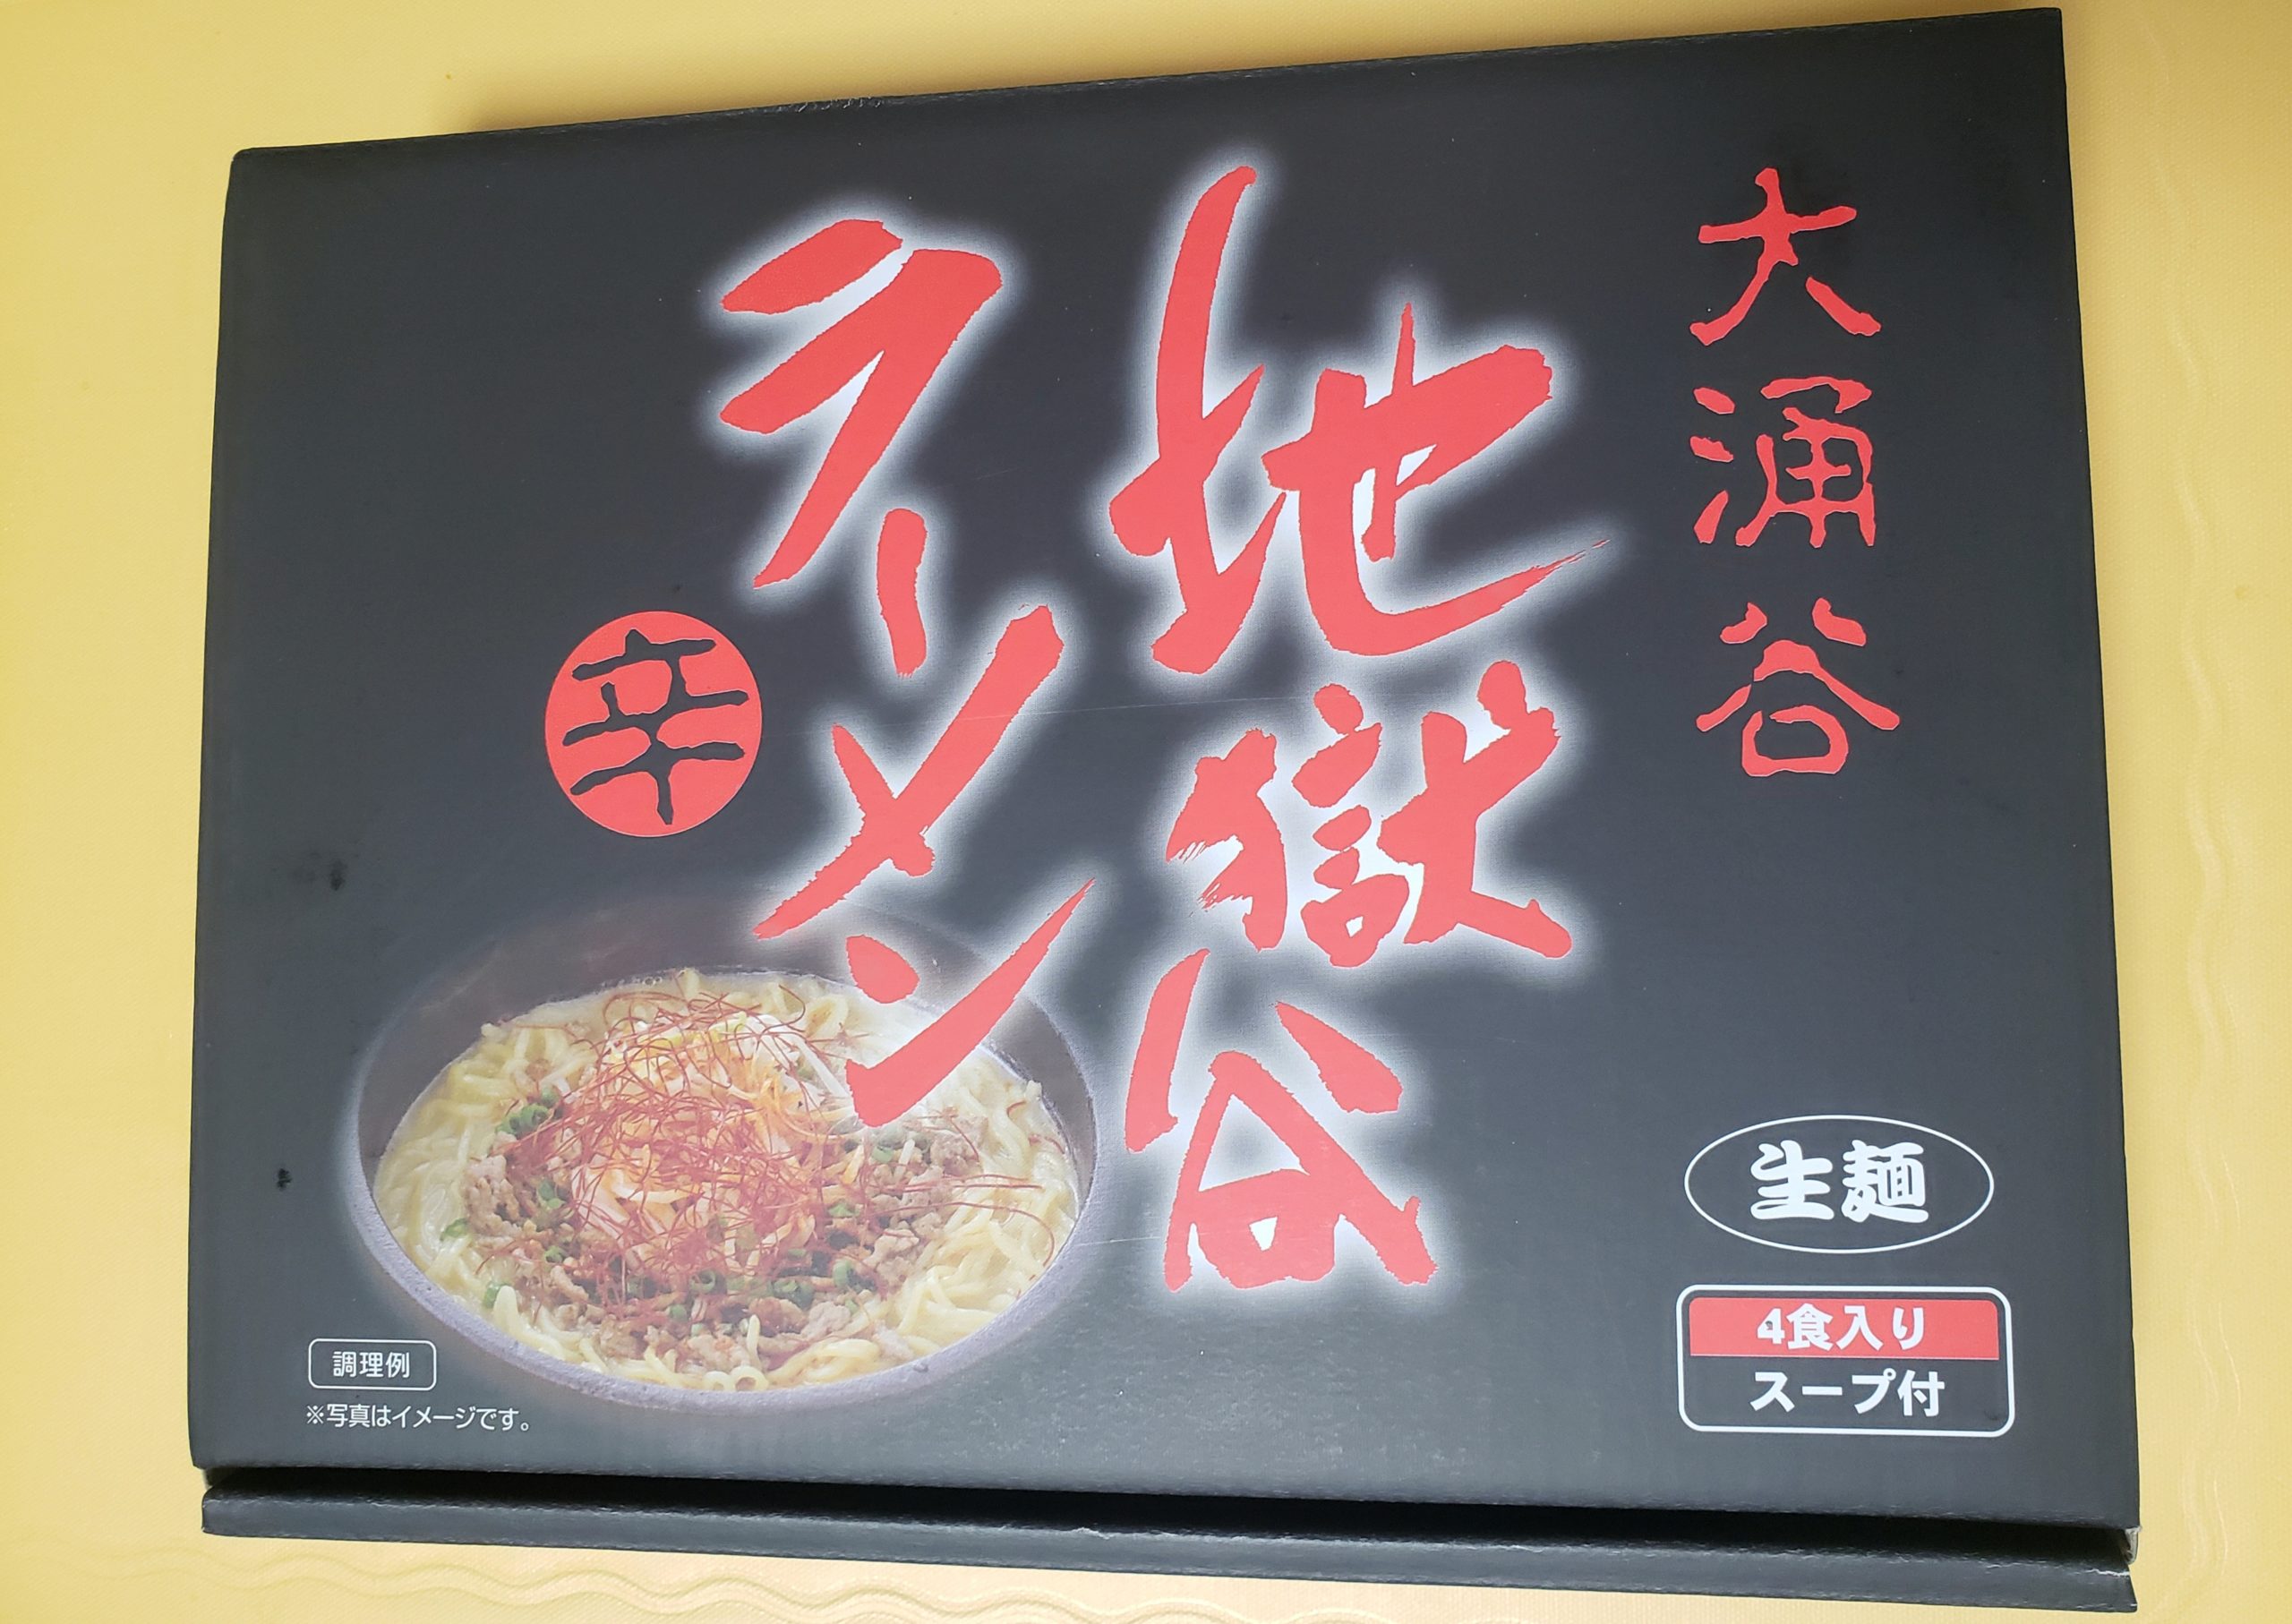 大涌谷
地獄谷
ラーメン
辛
生麺
4食入り
スープ付
調理例
※写真はイメージです。